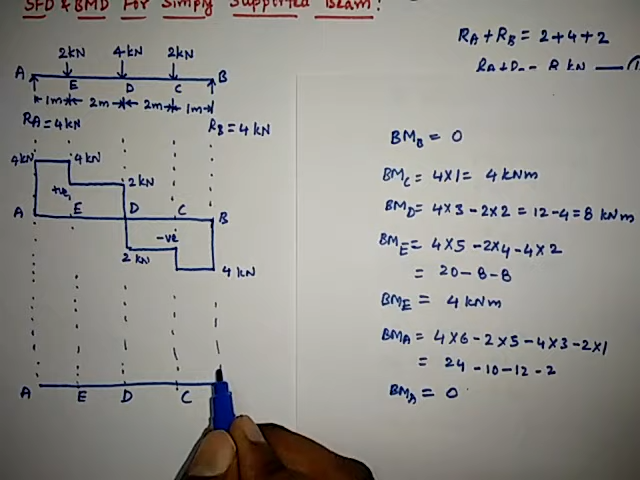 SFD & BMD For Simply Supported Beam:
RA + RB = 2+4+2
kN
2kN 4kN 2kN
A E D C B
1m 2m 2m 1m
RA = 4kN RB = 4 kN
4kN 4kN
+ve 2kN
A E D C B
-ve
2 kN 4 kN
A E D C
BMB = 0
BMC = 4×1 = 4 kNm
BMD = 4×3 - 2×2 = 12-4 = 8 kNm
BME = 4×5 - 2×4 - 4×2
= 20-8-8
BME = 4 kNm
BMA = 4×6 - 2×5 - 4×3 - 2×1
= 24 -10 -12 -2
BMA = 0